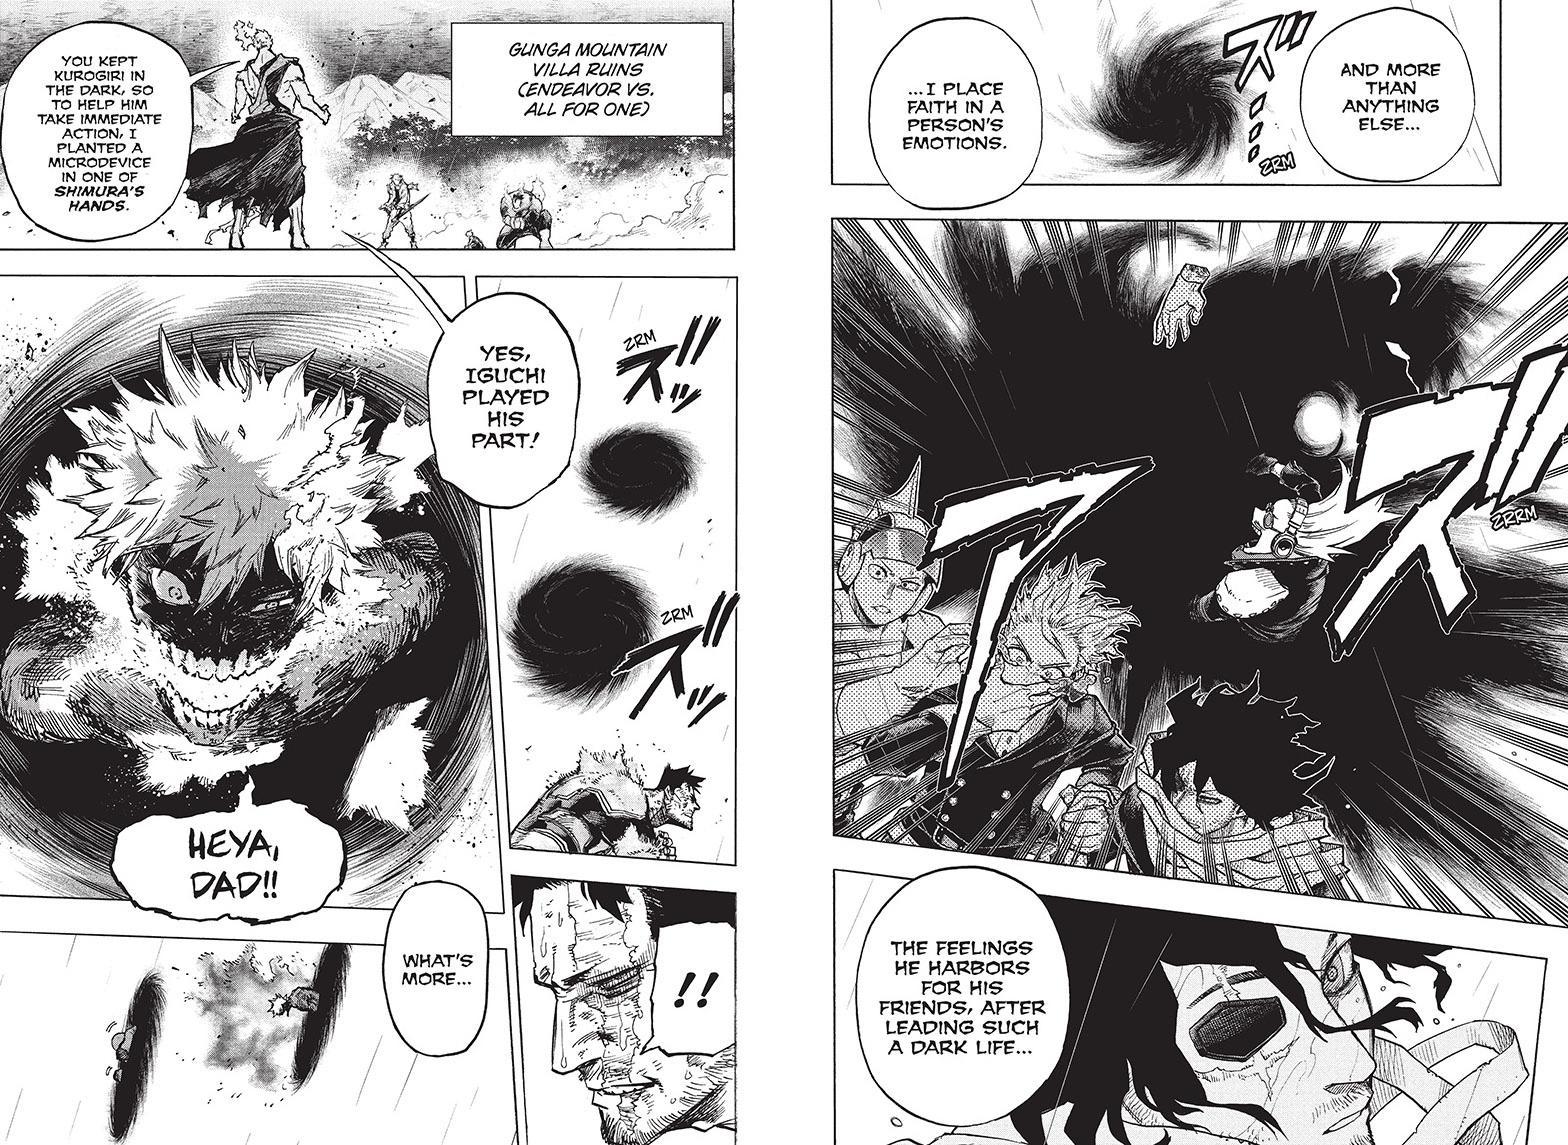 AND MORE
THAN
ANYTHING
ELSE...
ズ
ZRM
...I PLACE
FAITH IN A
PERSON'S
EMOTIONS.
ズ
ZRRM
ア
THE FEELINGS
HE HARBORS
FOR HIS
FRIENDS, AFTER
LEADING SUCH
A DARK LIFE...
GUNGA MOUNTAIN
VILLA RUINS
(ENDEAVOR VS.
ALL FOR ONE)
YOU KEPT
KUROGIRI IN
THE DARK, SO
TO HELP HIM
TAKE IMMEDIATE
ACTION, I
PLANTED A
MICRODEVICE
IN ONE OF
SHIMURA'S
HANDS.
YES,
IGUCHI
PLAYED
HIS
PART!
ZRM
ズ
ZRM
ズ
!!
HEYA,
DAD!!
WHAT'S
MORE...